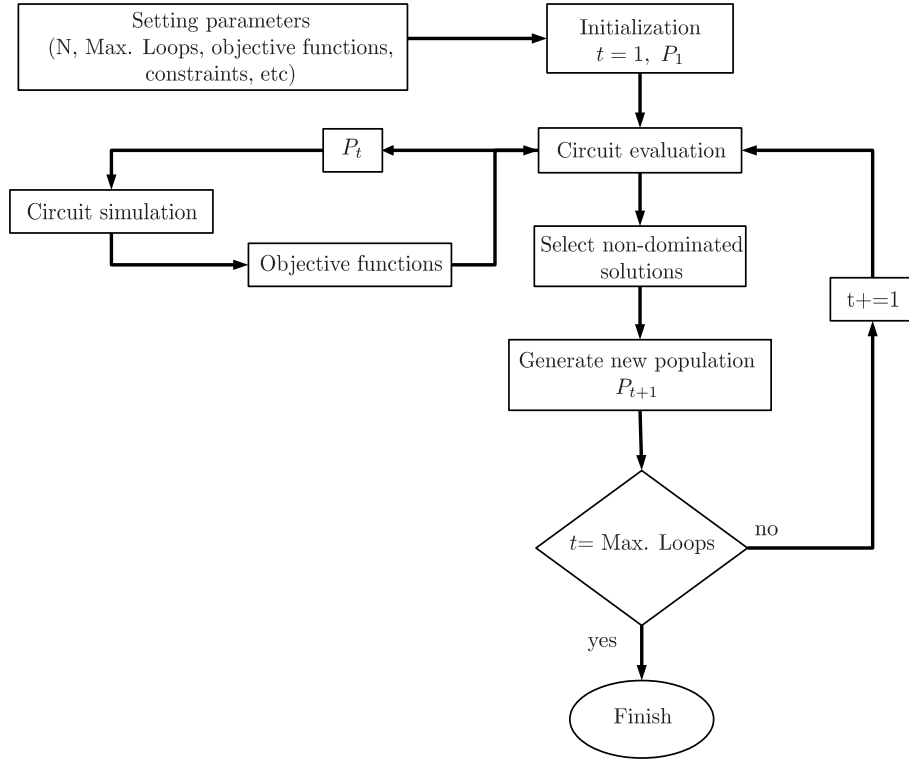 Setting parameters
(N, Max. Loops, objective functions,
constraints, etc)
Initialization
t = 1, P₁
Pₜ
Circuit evaluation
Circuit simulation
Select non-dominated
solutions
Objective functions
t+=1
Generate new population
Pₜ₊₁
t= Max. Loops
no
yes
Finish